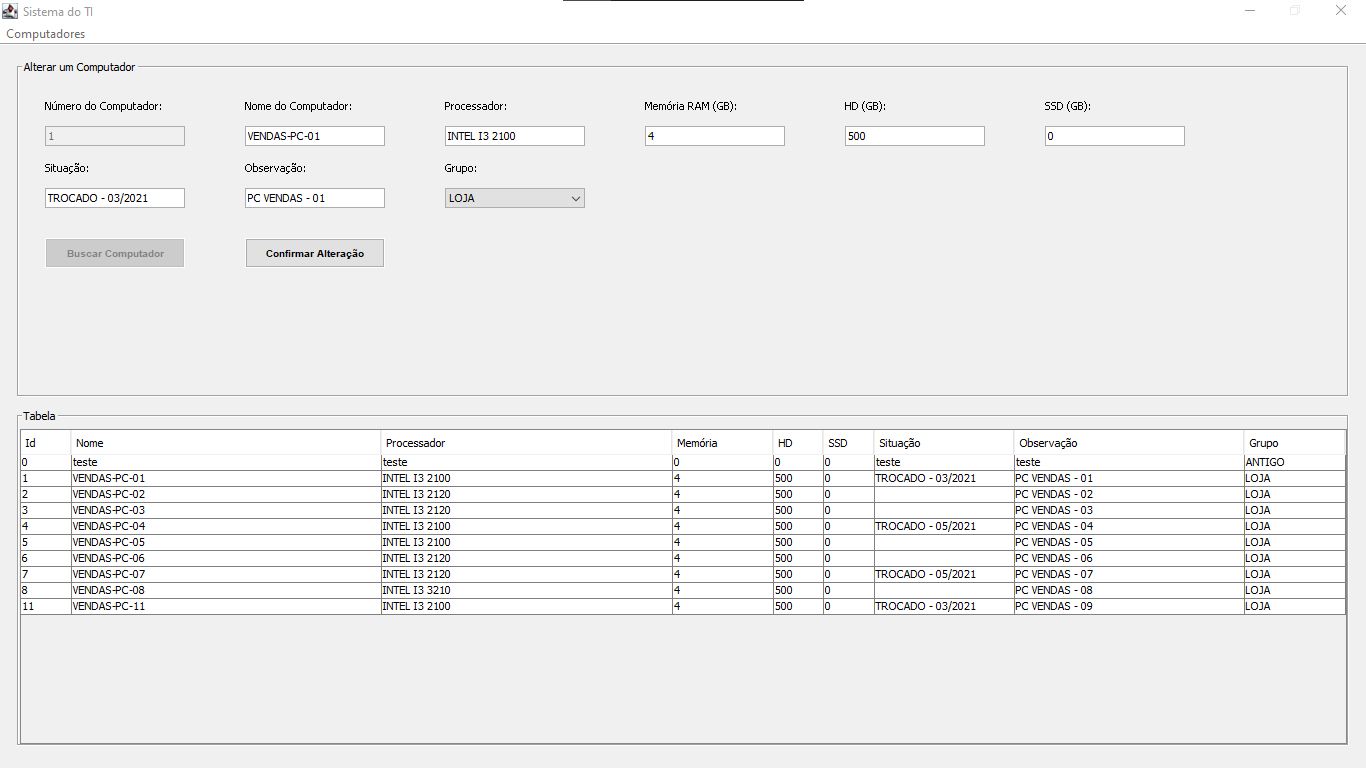 Sistema do TI
Computadores
Alterar um Computador
Número do Computador: Nome do Computador: Processador: Memória RAM (GB): HD (GB): SSD (GB):
1 VENDAS-PC-01 INTEL I3 2100 4 500 0
Situação: Observação: Grupo:
TROCADO - 03/2021 PC VENDAS - 01 LOJA
Buscar Computador Confirmar Alteração
Tabela
Id Nome Processador Memória HD SSD Situação Observação Grupo
0 teste teste 0 0 0 teste teste ANTIGO
1 VENDAS-PC-01 INTEL I3 2100 4 500 0 TROCADO - 03/2021 PC VENDAS - 01 LOJA
2 VENDAS-PC-02 INTEL I3 2120 4 500 0 PC VENDAS - 02 LOJA
3 VENDAS-PC-03 INTEL I3 2120 4 500 0 PC VENDAS - 03 LOJA
4 VENDAS-PC-04 INTEL I3 2100 4 500 0 TROCADO - 05/2021 PC VENDAS - 04 LOJA
5 VENDAS-PC-05 INTEL I3 2100 4 500 0 PC VENDAS - 05 LOJA
6 VENDAS-PC-06 INTEL I3 2120 4 500 0 PC VENDAS - 06 LOJA
7 VENDAS-PC-07 INTEL I3 2120 4 500 0 TROCADO - 05/2021 PC VENDAS - 07 LOJA
8 VENDAS-PC-08 INTEL I3 3210 4 500 0 PC VENDAS - 08 LOJA
11 VENDAS-PC-11 INTEL I3 2100 4 500 0 TROCADO - 03/2021 PC VENDAS - 09 LOJA